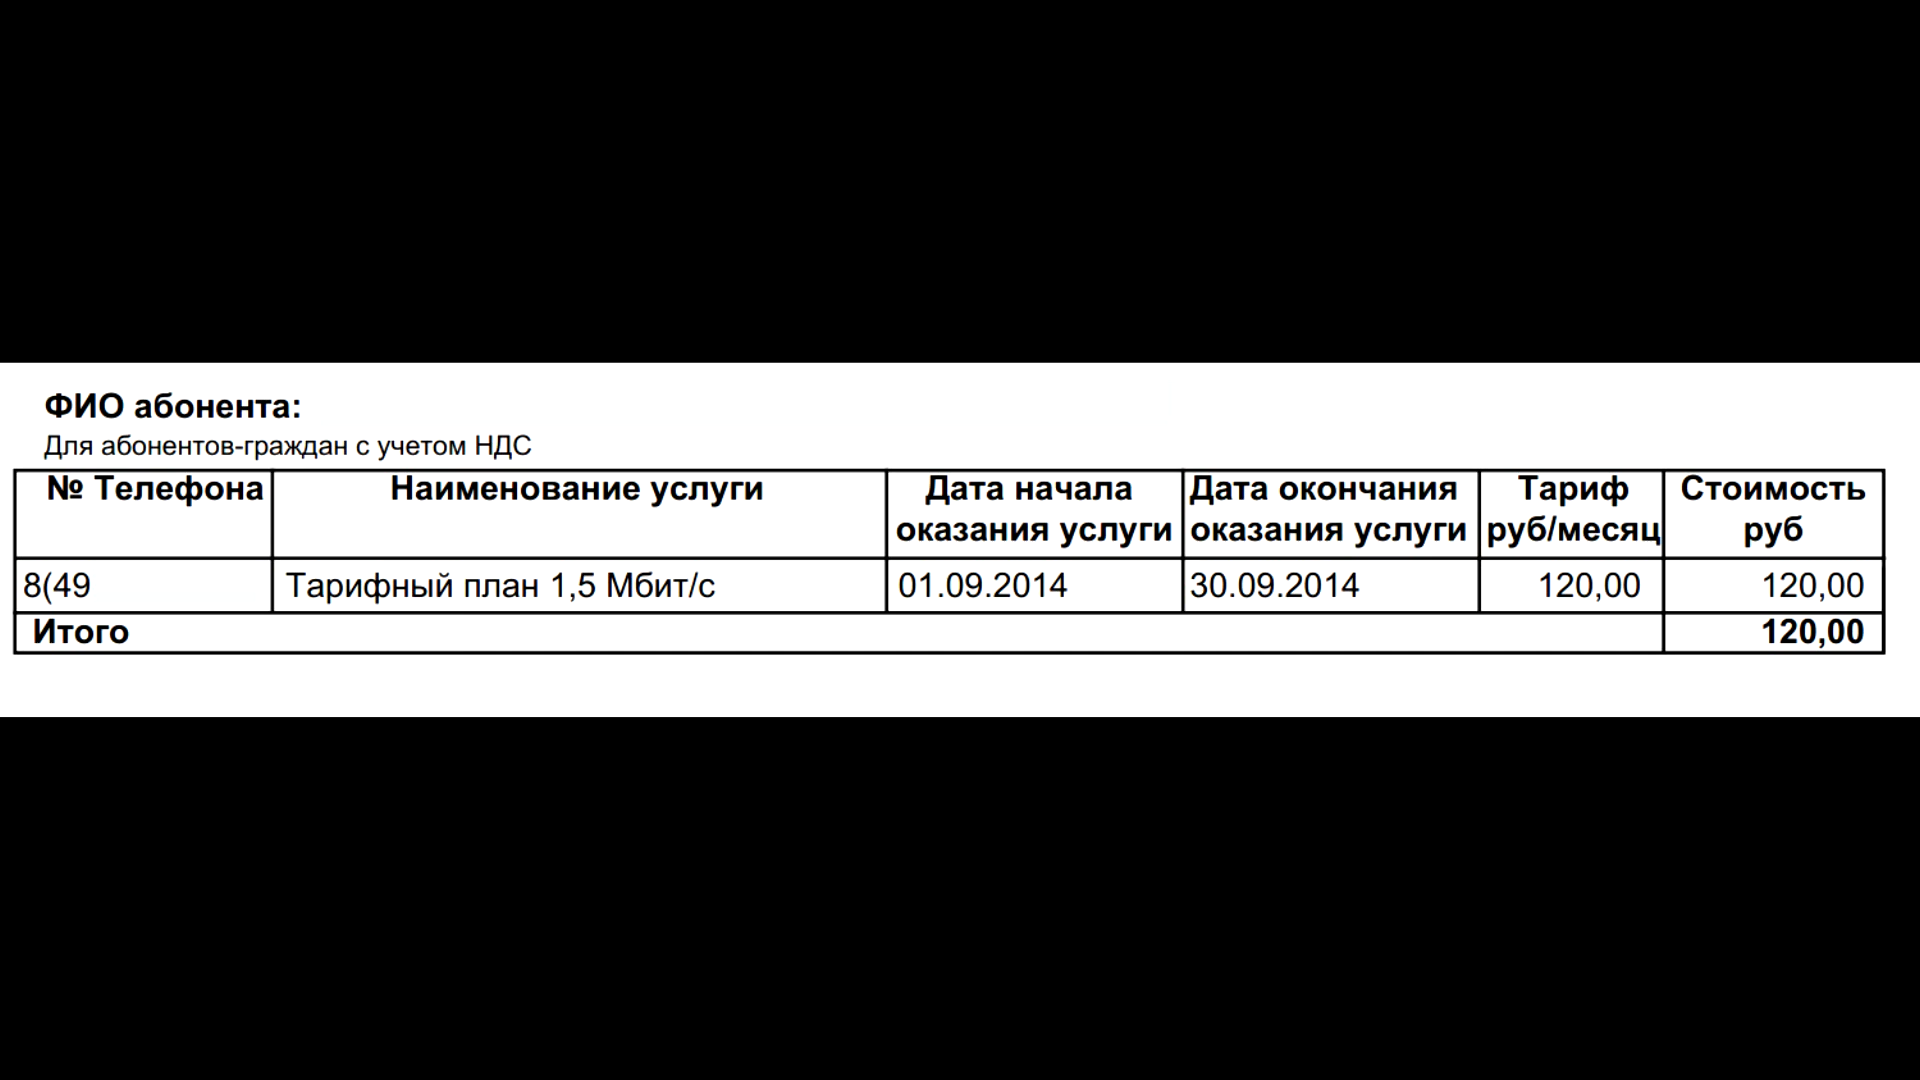 ФИО абонента:
Для абонентов-граждан с учетом НДС
№ Телефона Наименование услуги Дата начала оказания услуги Дата окончания оказания услуги Тариф руб/месяц Стоимость руб
8(49 Тарифный план 1,5 Мбит/с 01.09.2014 30.09.2014 120,00 120,00
Итого 120,00